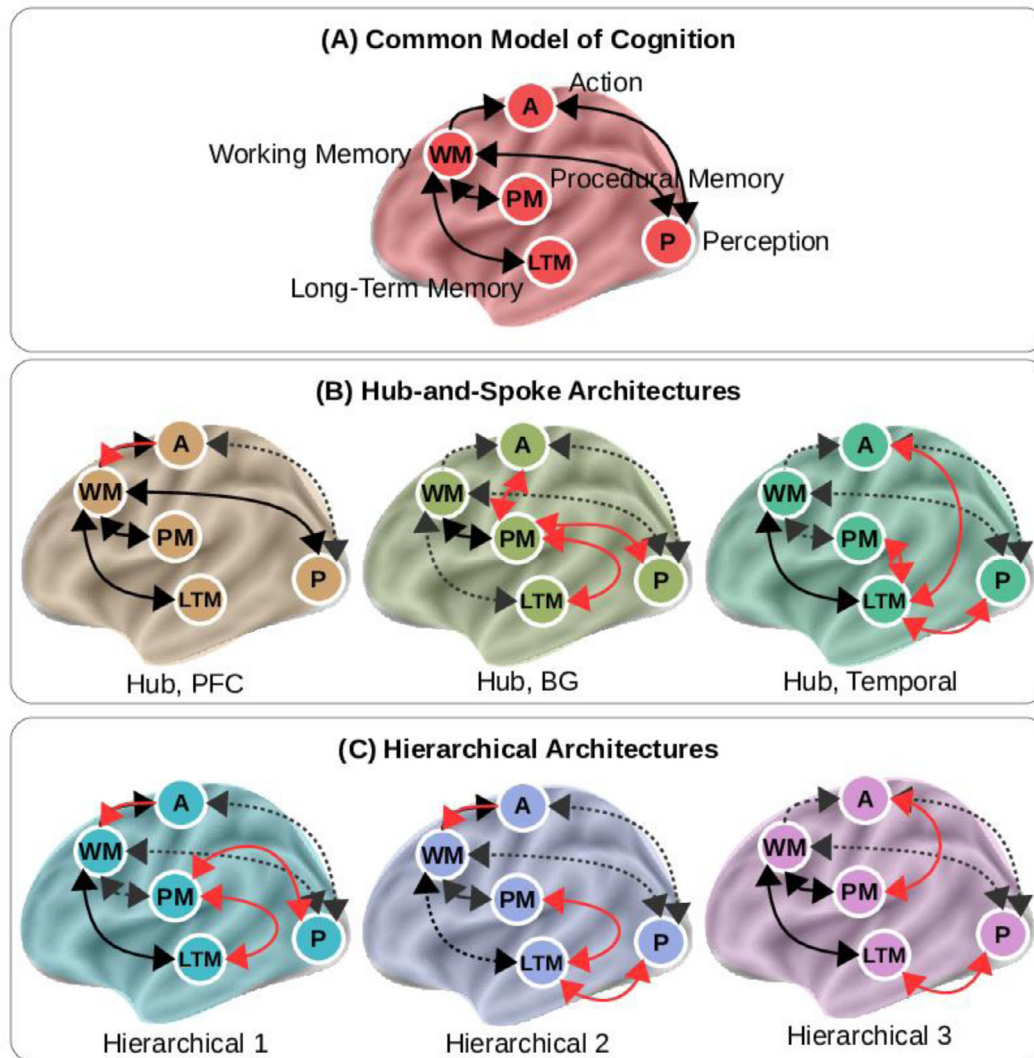 (A) Common Model of Cognition
Action
A
Working Memory
WM
Procedural Memory
PM
P
Perception
LTM
Long-Term Memory
(B) Hub-and-Spoke Architectures
A
WM
PM
P
LTM
Hub, PFC
A
WM
PM
P
LTM
Hub, BG
A
WM
PM
P
LTM
Hub, Temporal
(C) Hierarchical Architectures
A
WM
PM
P
LTM
Hierarchical 1
A
WM
PM
P
LTM
Hierarchical 2
A
WM
PM
P
LTM
Hierarchical 3